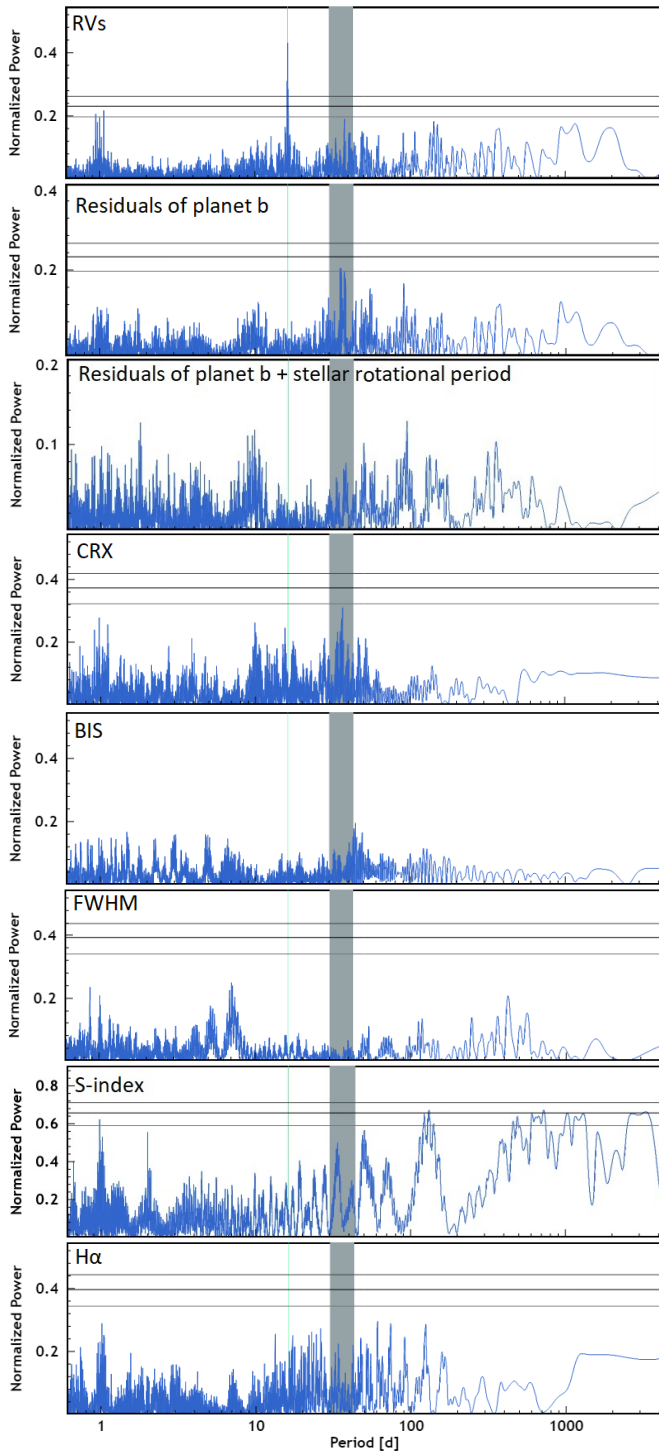 RVs
Normalized Power
0.4
0.2
Residuals of planet b
Normalized Power
0.4
0.2
Residuals of planet b + stellar rotational period
Normalized Power
0.2
0.1
CRX
Normalized Power
0.4
0.2
BIS
Normalized Power
0.4
0.2
FWHM
Normalized Power
0.4
0.2
S-index
Normalized Power
0.8
0.6
0.4
0.2
Hα
Normalized Power
0.4
0.2
1 10 100 1000
Period [d]